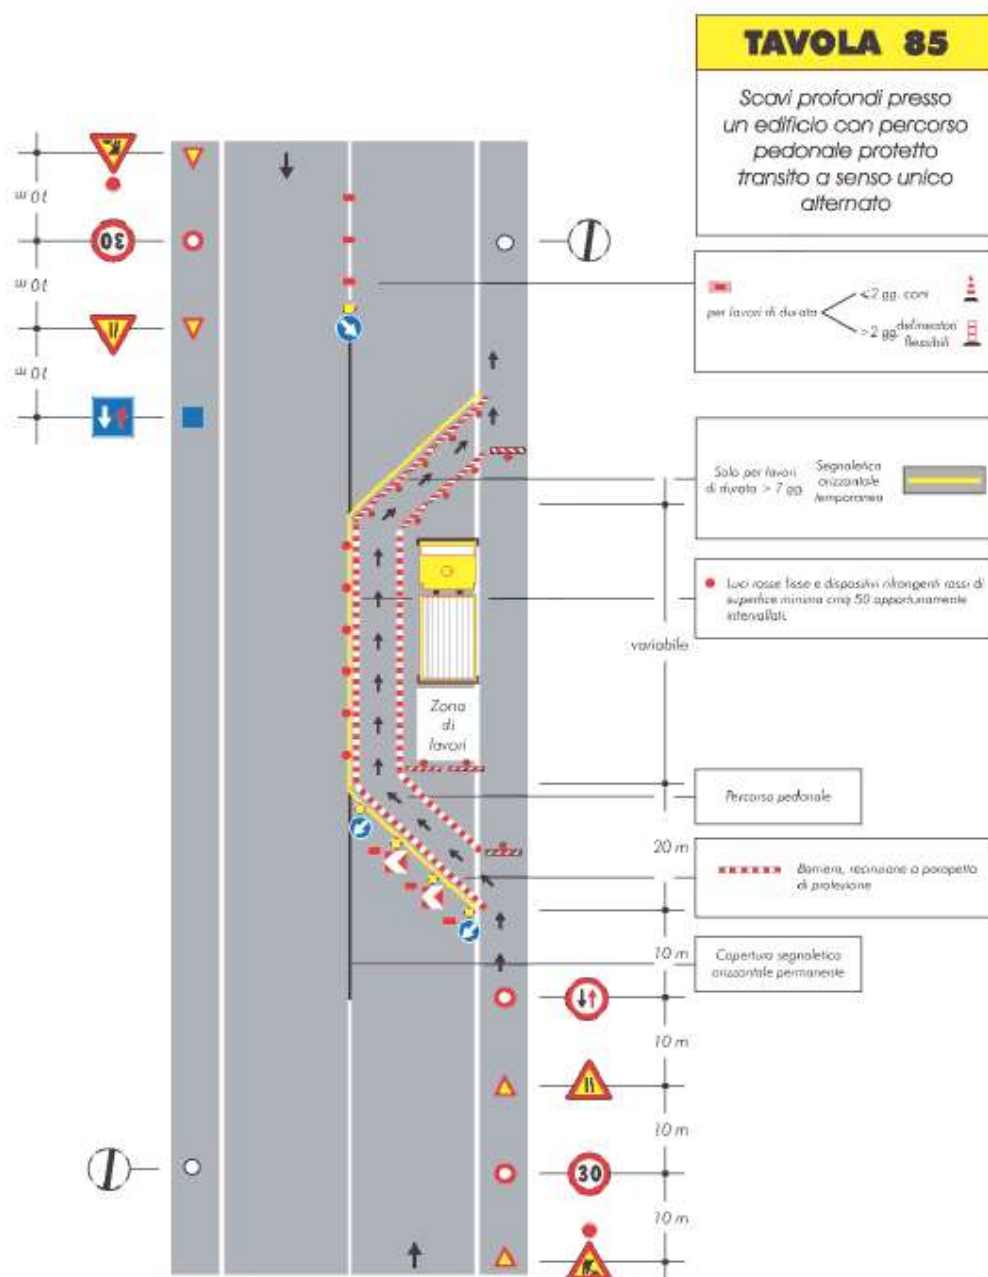 TAVOLA 85
Scavi profondi presso
un edificio con percorso
pedonale protetto
transito a senso unico
alternato
10 m
30
10 m
10 m
per lavori di durata
<2 gg. coni
>2 gg. delineatori
flessibili
Solo per lavori
di durata > 7 gg.
Segnaletica
orizzontale
temporanea
Luci rosse fisse e dispositivi rifrangenti rossi di
superficie minima cmq 50 opportunamente
intervallati.
variabile
Zona
di
lavori
Percorso pedonale
20 m
Barriera, recinzione o parapetto
di protezione
10 m
Copertura segnaletica
orizzontale permanente
10 m
10 m
30
10 m